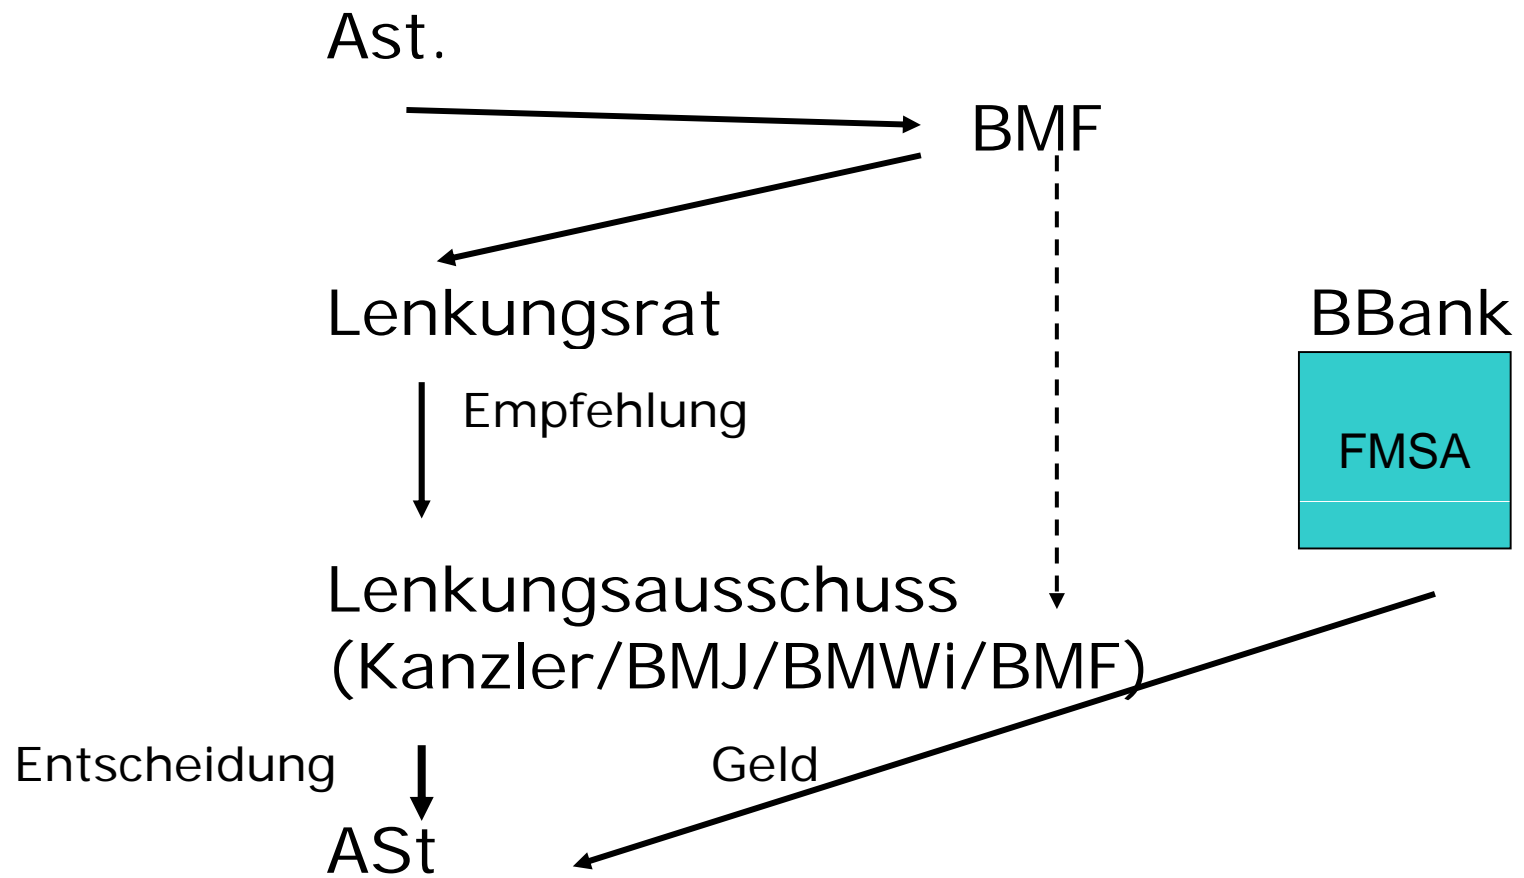 Ast.
BMF
Lenkungsrat
BBank
Empfehlung
FMSA
Lenkungsausschuss
(Kanzler/BMJ/BMWi/BMF)
Entscheidung
Geld
ASt